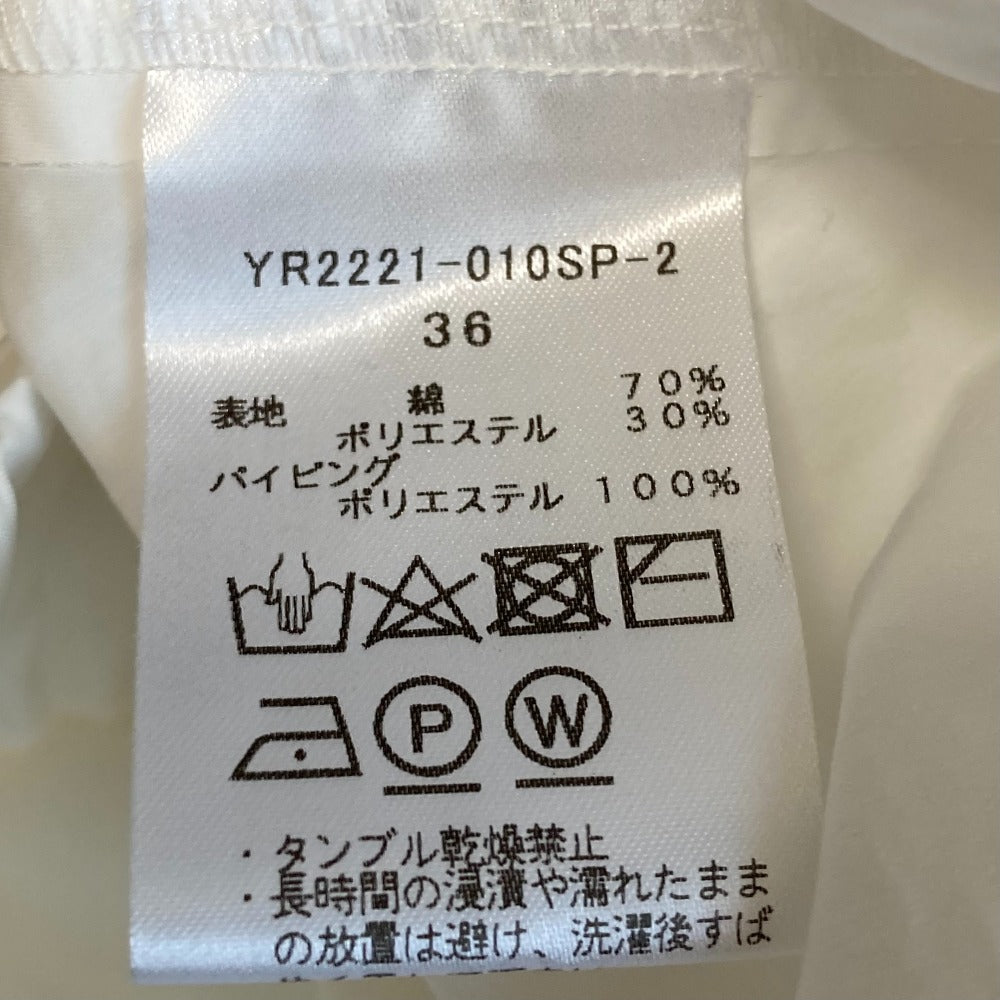 YR2221-010SP-2
36
表地 綿 70%
ポリエステル 30%
パイピング
ポリエステル 100%
P W
・タンブル乾燥禁止
・長時間の浸漬や濡れたまま
の放置は避け、洗濯後すば